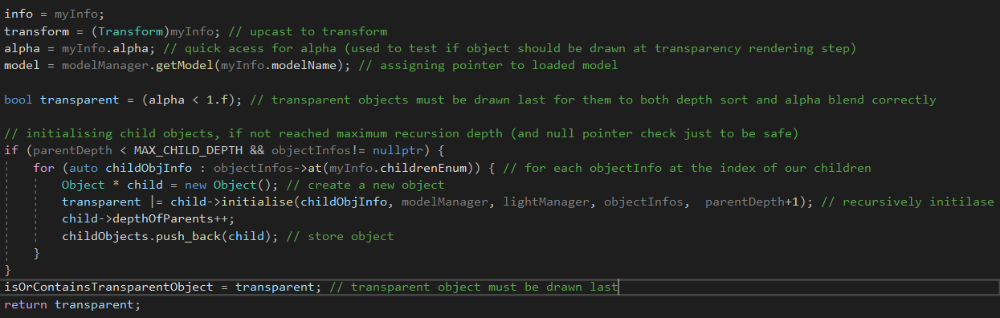 info = myInfo;
transform = (Transform)myInfo; // upcast to transform
alpha = myInfo.alpha; // quick acess for alpha (used to test if object should be drawn at transparency rendering step)
model = modelManager.getModel(myInfo.modelName); // assigning pointer to loaded model
bool transparent = (alpha < 1.f); // transparent objects must be drawn last for them to both depth sort and alpha blend correctly
// initialising child objects, if not reached maximum recursion depth (and null pointer check just to be safe)
if (parentDepth < MAX_CHILD_DEPTH && objectInfos!= nullptr) {
for (auto childObjInfo : objectInfos->at(myInfo.childrenEnum)) { // for each objectInfo at the index of our children
Object * child = new Object(); // create a new object
transparent |= child->initialise(childObjInfo, modelManager, lightManager, objectInfos,  parentDepth+1); // recursively initilase
child->depthOfParents++;
childObjects.push_back(child); // store object
}
}
isOrContainsTransparentObject = transparent; // transparent object must be drawn last
return transparent;